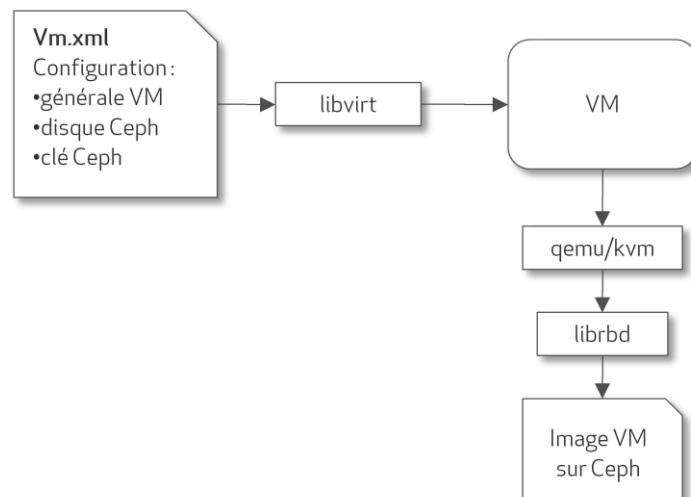 Vm.xml
Configuration :
•générale VM
•disque Ceph
•clé Ceph
libvirt
VM
qemu/kvm
librbd
Image VM
sur Ceph